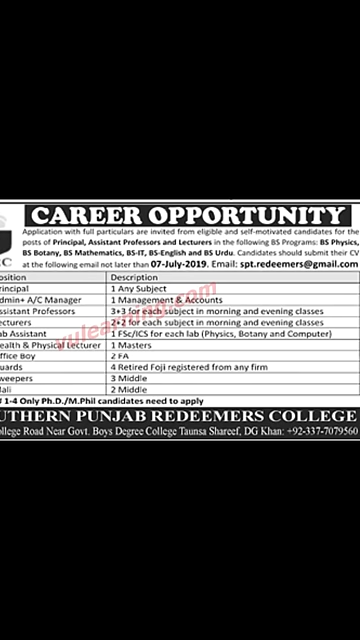 CAREER OPPORTUNITY
Application with full particulars are invited from eligible and self-motivated candidates for the
posts of Principal, Assistant Professors and Lecturers in the following BS Programs: BS Physics,
BS Botany, BS Mathematics, BS-IT, BS-English and BS Urdu. Candidates should submit their CV
at the following email not later than 07-July-2019. Email: spt.redeemers@gmail.com
osition Description
rincipal 1 Any Subject
dmin+ A/C Manager 1 Management & Accounts
ssistant Professors 3+3 for each subject in morning and evening classes
ecturers 2+2 for each subject in morning and evening classes
ab Assistant 1 FSc/ICS for each lab (Physics, Botany and Computer)
ealth & Physical Lecturer 1 Masters
ffice Boy 2 FA
uards 4 Retired Foji registered from any firm
weepers 3 Middle
ali 2 Middle
# 1-4 Only Ph.D./M.Phil candidates need to apply
UTHERN PUNJAB REDEEMERS COLLEGE
ollege Road Near Govt. Boys Degree College Taunsa Shareef, DG Khan: +92-337-7079560
vulearning.com